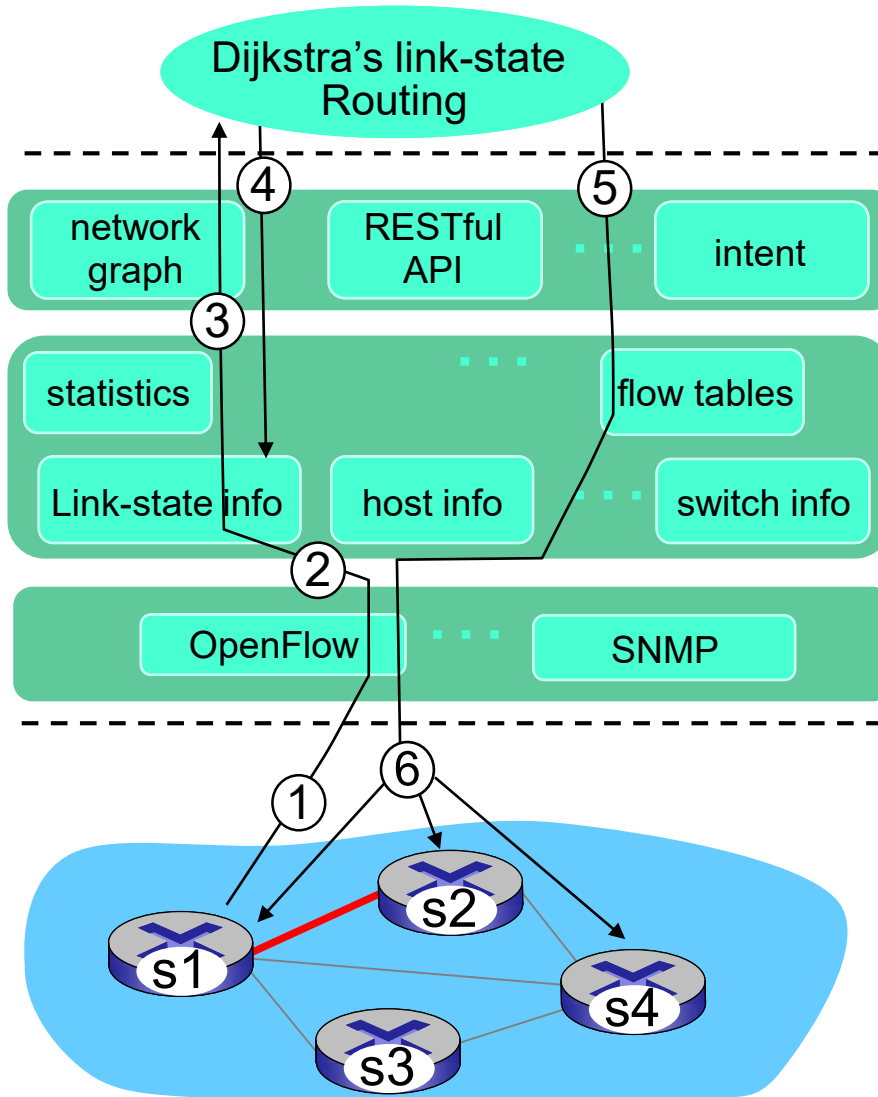 Dijkstra’s link-state
Routing
4
5
network
graph
RESTful
API
intent
3
statistics
flow tables
Link-state info
host info
switch info
2
OpenFlow
SNMP
1
6
s2
s1
s4
s3